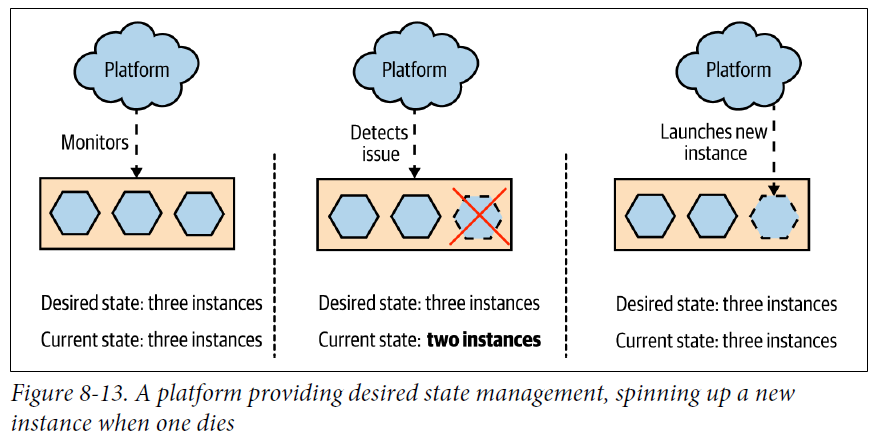 Platform
Monitors
Desired state: three instances
Current state: three instances
Platform
Detects
issue
Desired state: three instances
Current state: two instances
Platform
Launches new
instance
Desired state: three instances
Current state: three instances
Figure 8-13. A platform providing desired state management, spinning up a new
instance when one dies